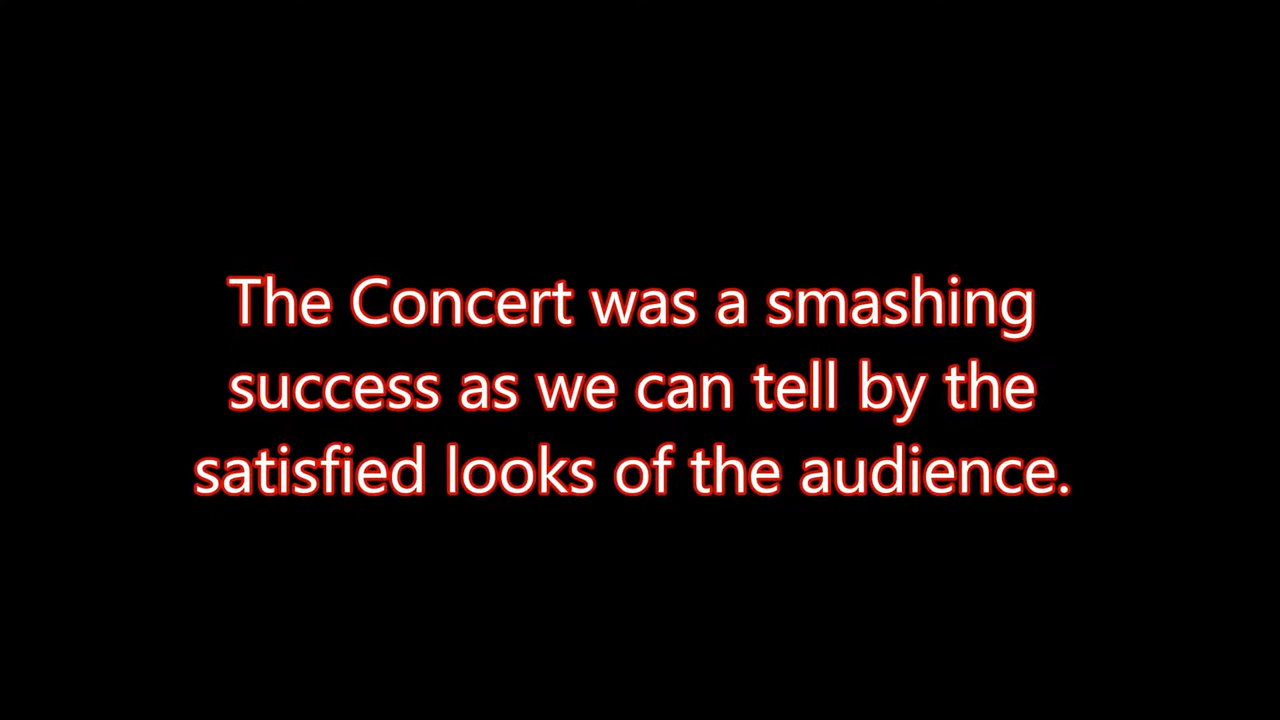 The Concert was a smashing
success as we can tell by the
satisfied looks of the audience.